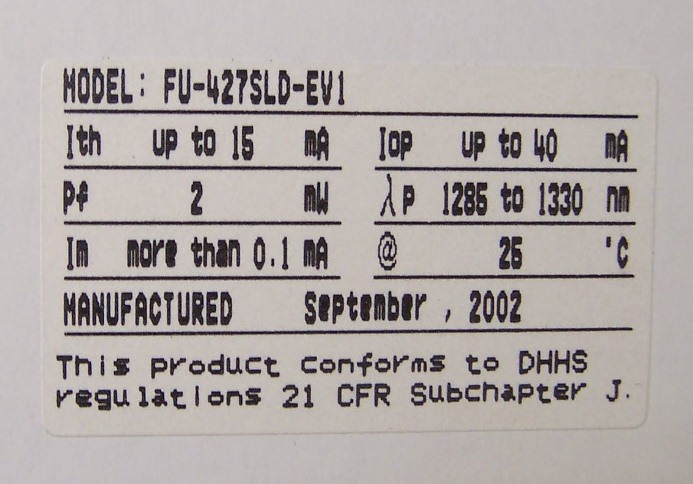 MODEL: FU-427SLD-EV1
Ith up to 15 mA Iop up to 40 mA
Pf 2 mW λp 1285 to 1330 nm
Im more than 0.1 mA @ 25 °C
MANUFACTURED September , 2002
This product conforms to DHHS
regulations 21 CFR Subchapter J.